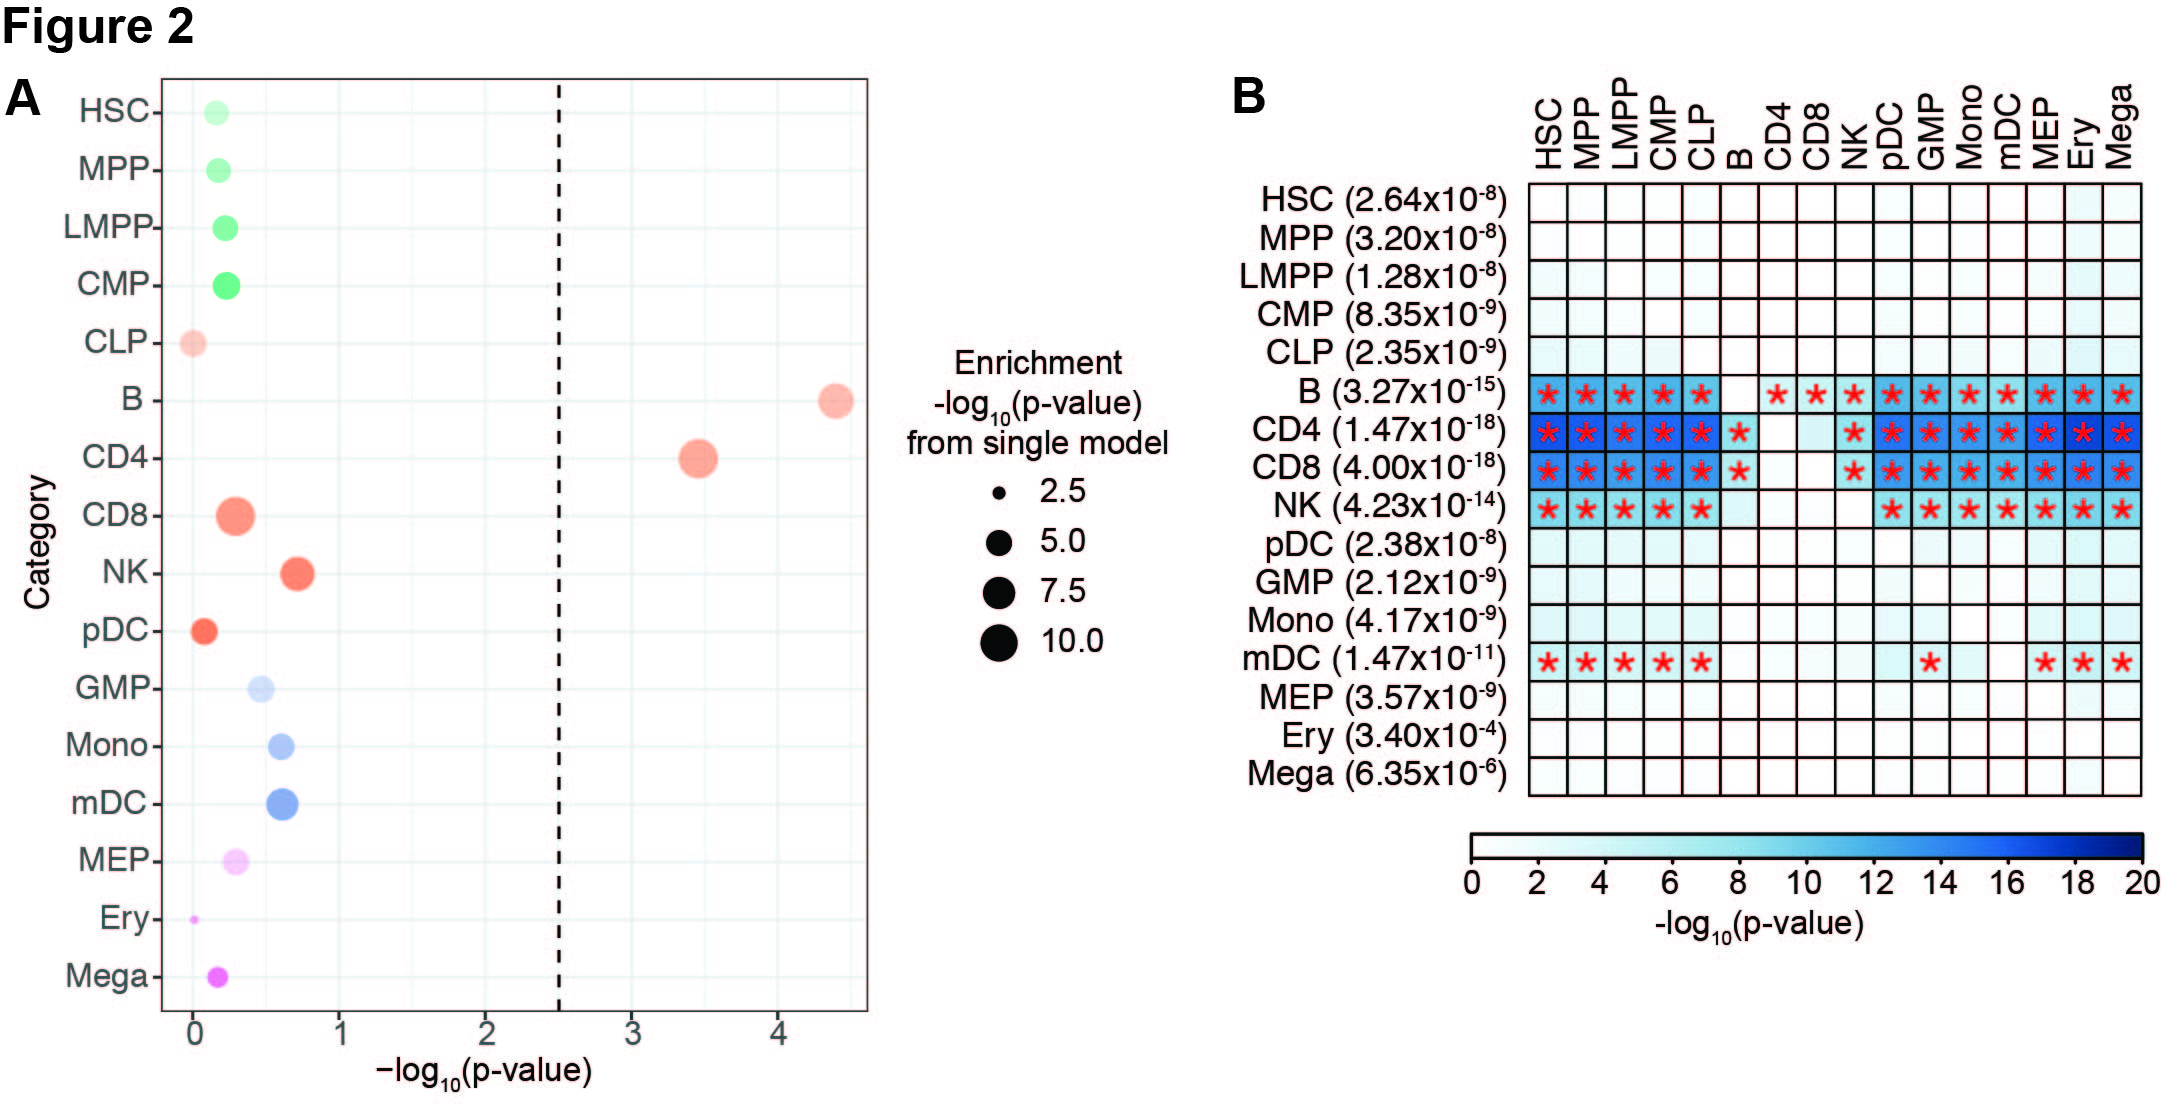 Figure 2
A
HSC
MPP
LMPP
CMP
CLP
B
CD4
CD8
NK
pDC
GMP
Mono
mDC
MEP
Ery
Mega
Category
0 1 2 3 4
−log10(p-value)
Enrichment
-log10(p-value)
from single model
2.5
5.0
7.5
10.0
B
HSC MPP LMPP CMP CLP B CD4 CD8 NK pDC GMP Mono mDC MEP Ery Mega
HSC (2.64x10-8)
MPP (3.20x10-8)
LMPP (1.28x10-8)
CMP (8.35x10-9)
CLP (2.35x10-9)
B (3.27x10-15)
CD4 (1.47x10-18)
CD8 (4.00x10-18)
NK (4.23x10-14)
pDC (2.38x10-8)
GMP (2.12x10-9)
Mono (4.17x10-9)
mDC (1.47x10-11)
MEP (3.57x10-9)
Ery (3.40x10-4)
Mega (6.35x10-6)
0 2 4 6 8 10 12 14 16 18 20
-log10(p-value)